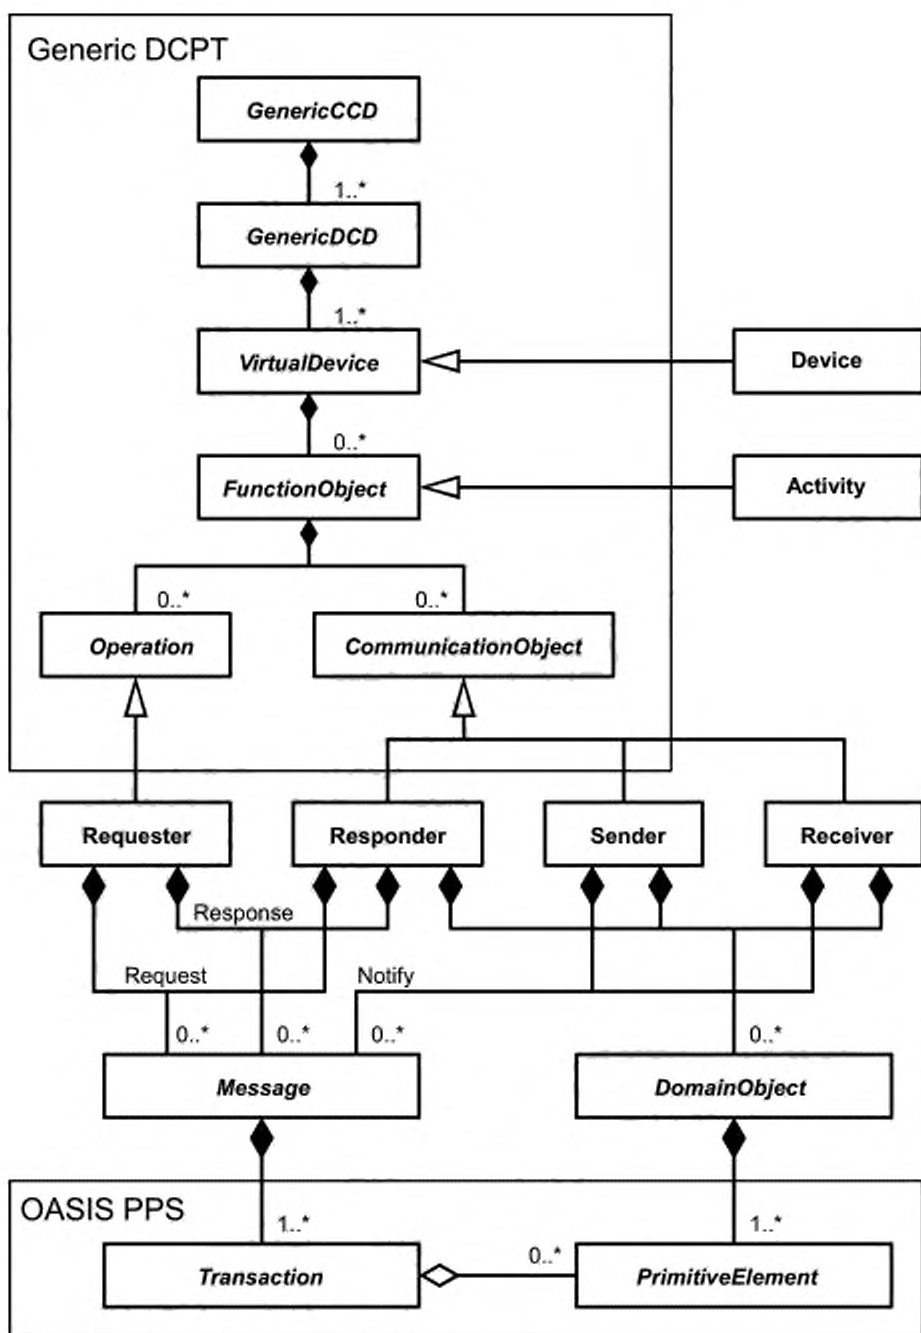 Generic DCPT
GenericCCD
1..*
GenericDCD
1..*
VirtualDevice
Device
0..*
FunctionObject
Activity
0..*
0..*
Operation
CommunicationObject
Requester
Responder
Sender
Receiver
Response
Request
Notify
0..*
0..*
0..*
0..*
Message
DomainObject
OASIS PPS
1..*
1..*
Transaction
0..*
PrimitiveElement